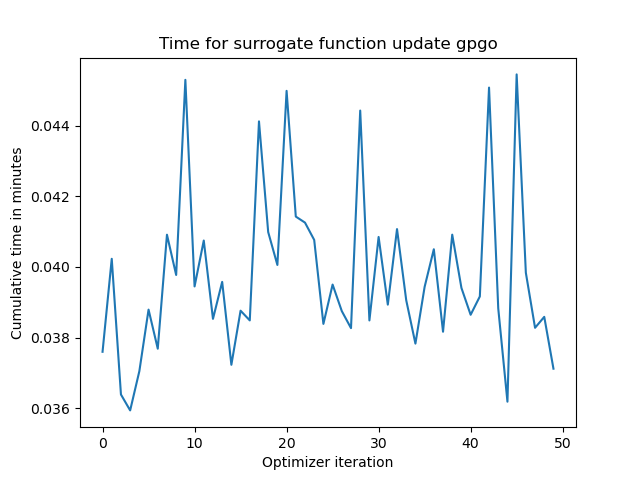 Time for surrogate function update gpgo
Cumulative time in minutes
0.044
0.042
0.040
0.038
0.036
0 10 20 30 40 50
Optimizer iteration